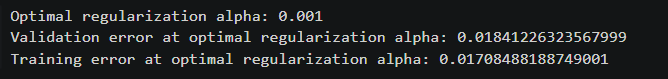 Optimal regularization alpha: 0.001
Validation error at optimal regularization alpha: 0.01841226323567999
Training error at optimal regularization alpha: 0.01708488188749001